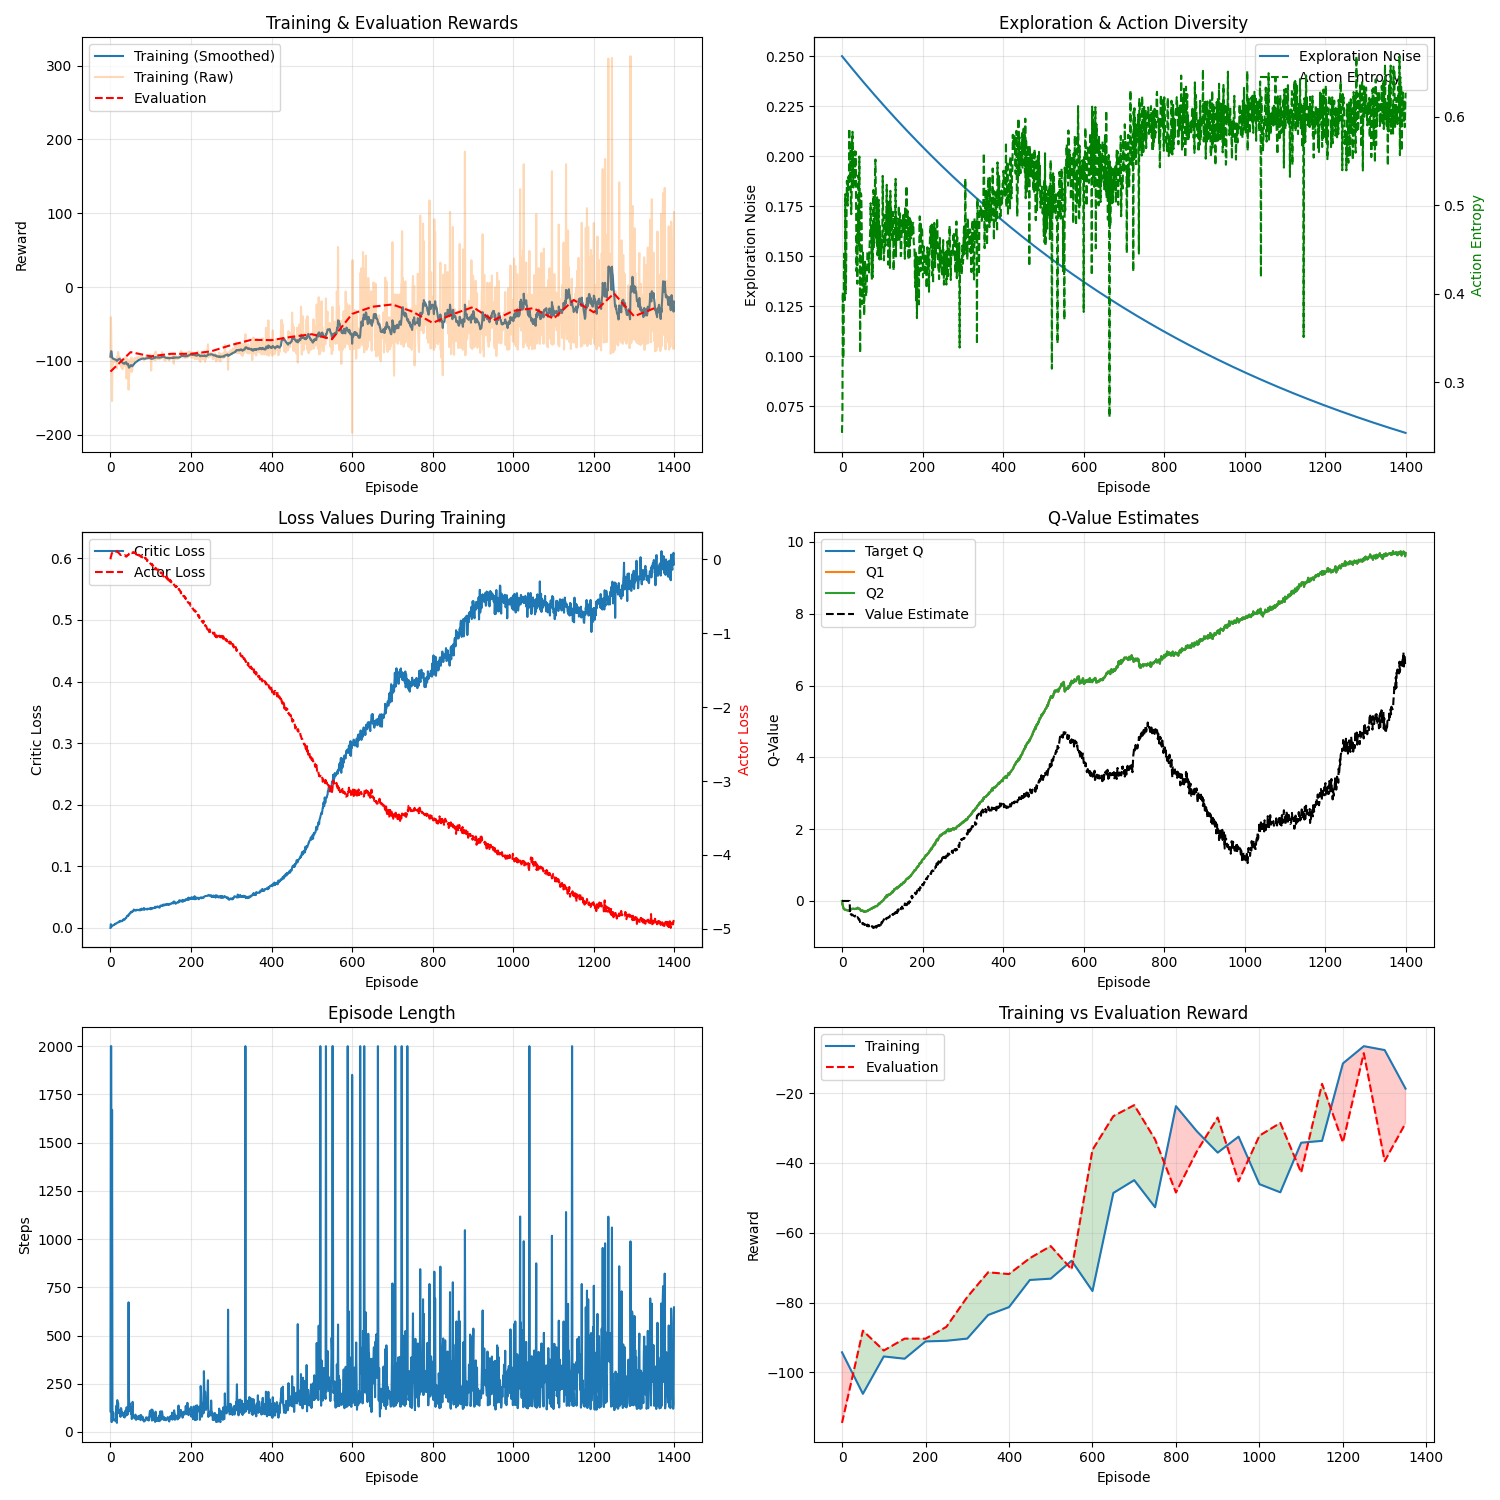 Training & Evaluation Rewards
Training (Smoothed)
Training (Raw)
Evaluation
300
200
100
0
−100
−200
Reward
0 200 400 600 800 1000 1200 1400
Episode
Exploration & Action Diversity
Exploration Noise
Action Entropy
0.250
0.225
0.200
0.175
0.150
0.125
0.100
0.075
Exploration Noise
0.6
0.5
0.4
0.3
Action Entropy
0 200 400 600 800 1000 1200 1400
Episode
Loss Values During Training
Critic Loss
Actor Loss
0.6
0.5
0.4
0.3
0.2
0.1
0.0
Critic Loss
0
−1
−2
−3
−4
−5
Actor Loss
0 200 400 600 800 1000 1200 1400
Episode
Q-Value Estimates
Target Q
Q1
Q2
Value Estimate
10
8
6
4
2
0
Q-Value
0 200 400 600 800 1000 1200 1400
Episode
Episode Length
2000
1750
1500
1250
1000
750
500
250
0
Steps
0 200 400 600 800 1000 1200 1400
Episode
Training vs Evaluation Reward
Training
Evaluation
−20
−40
−60
−80
−100
Reward
0 200 400 600 800 1000 1200 1400
Episode